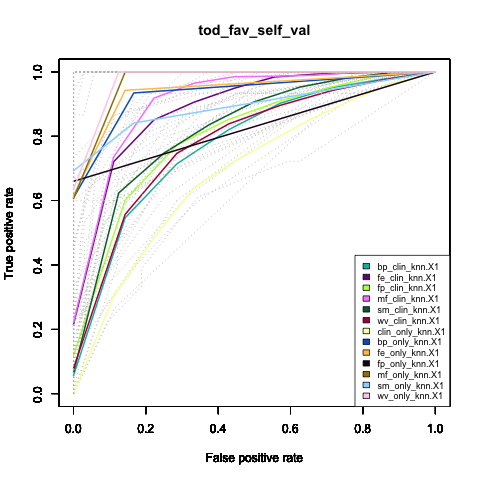 tod_fav_self_val
True positive rate
1.0
0.8
0.6
0.4
0.2
0.0
bp_clin_knn.X1
fe_clin_knn.X1
fp_clin_knn.X1
mf_clin_knn.X1
sm_clin_knn.X1
wv_clin_knn.X1
clin_only_knn.X1
bp_only_knn.X1
fe_only_knn.X1
fp_only_knn.X1
mf_only_knn.X1
sm_only_knn.X1
wv_only_knn.X1
0.0 0.2 0.4 0.6 0.8 1.0
False positive rate